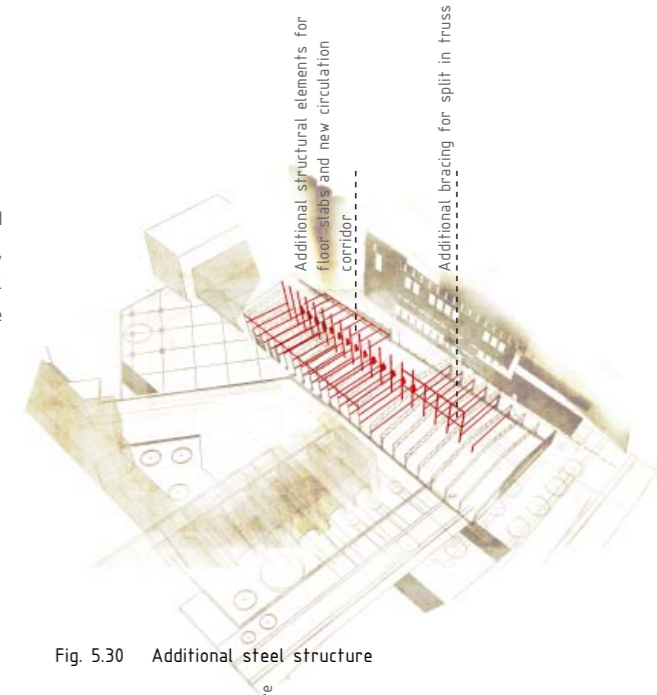 Additional structural elements for
floor slabs and new circulation
corridor
Additional bracing for split in truss
Fig. 5.30 Additional steel structure